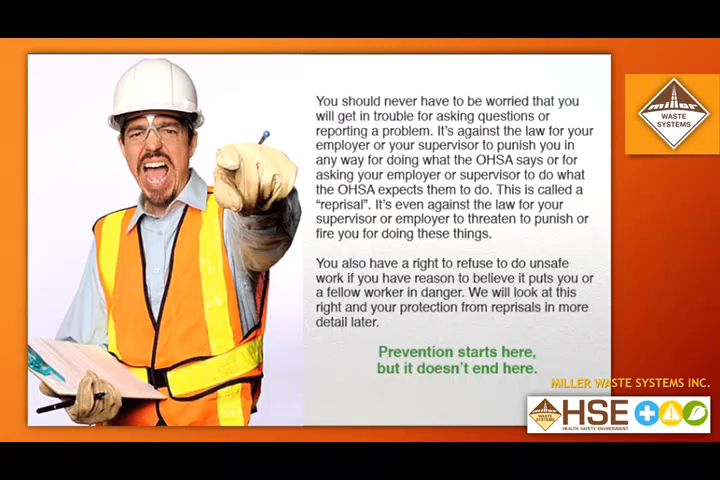 You should never have to be worried that you
will get in trouble for asking questions or
reporting a problem. It's against the law for your
employer or your supervisor to punish you in
any way for doing what the OHSA says or for
asking your employer or supervisor to do what
the OHSA expects them to do. This is called a
"reprisal". It's even against the law for your
supervisor or employer to threaten to punish or
fire you for doing these things.
You also have a right to refuse to do unsafe
work if you have reason to believe it puts you or
a fellow worker in danger. We will look at this
right and your protection from reprisals in more
detail later.
Prevention starts here,
but it doesn't end here.
miller
WASTE
SYSTEMS
MILLER WASTE SYSTEMS INC.
miller
WASTE
SYSTEMS
HSE
HEALTH SAFETY ENVIRONMENT